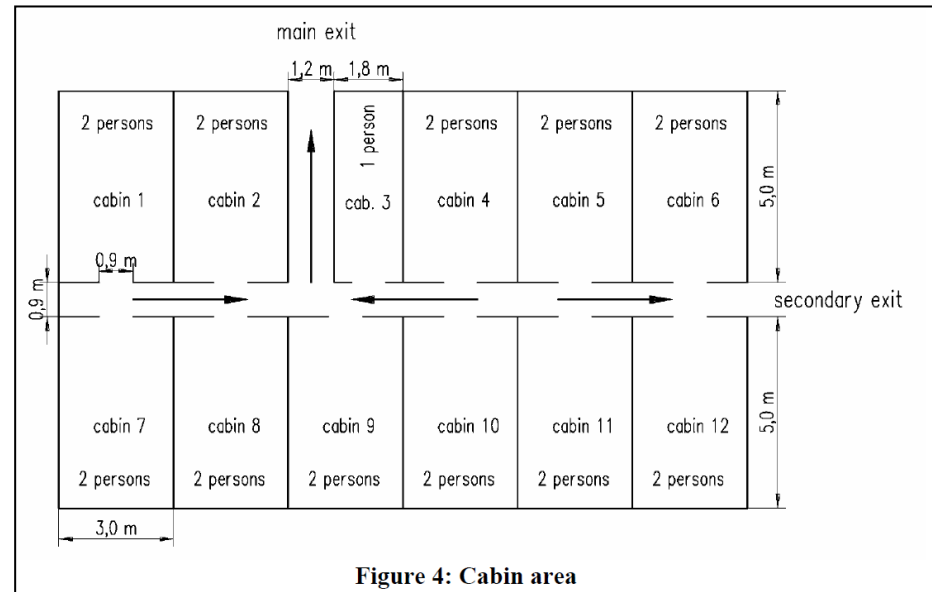 main exit
1,2 m 1,8 m
2 persons 2 persons 1 person 2 persons 2 persons 2 persons
cabin 1 cabin 2 cab. 3 cabin 4 cabin 5 cabin 6
5,0 m
0,9 m
0,9 m
secondary exit
cabin 7 cabin 8 cabin 9 cabin 10 cabin 11 cabin 12
5,0 m
2 persons 2 persons 2 persons 2 persons 2 persons 2 persons
3,0 m
Figure 4: Cabin area